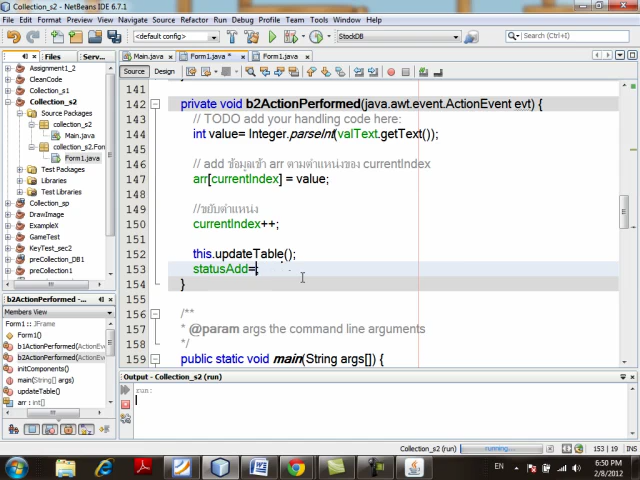 Collection_s2 - NetBeans IDE 6.7.1
File Edit View Navigate Source Refactor Run Debug Profile Team Tools Window Help
<default config>
StockDB
Search (Ctrl+I)
Files
Serv...
Main.java
Form1.java *
Form1.java
Source
Design
Assignment1_2
CleanCode
Collection_s1
Collection_s2
Source Packages
collection_s2
Main.java
collection_s2.For
Form1.java
Test Packages
Libraries
Test Libraries
Collection_sp
DrawImage
ExampleX
GameTest
KeyTest_sec2
preCollection_DB1
preCollection1
b2ActionPerformed
Members View
Form1 :: JFrame
Form1()
b1ActionPerformed(ActionEv
b2ActionPerformed(ActionEv
initComponents()
main(String[] args)
updateTable()
arr : int[]
141
142 private void b2ActionPerformed(java.awt.event.ActionEvent evt) {
143 // TODO add your handling code here:
144 int value= Integer.parseInt(valText.getText());
145
146 // add ข้อมูลเข้า arr ตามตำแหน่งของ currentIndex
147 arr[currentIndex] = value;
148
149 //ขยับตำแหน่ง
150 currentIndex++;
151
152 this.updateTable();
153 statusAdd=;
154 }
155
156 /**
157 * @param args the command line arguments
158 */
159 public static void main(String args[]) {
Output - Collection_s2 (run)
run:
Collection_s2 (run)
running...
153 | 19
INS
EN
6:50 PM
2/8/2012